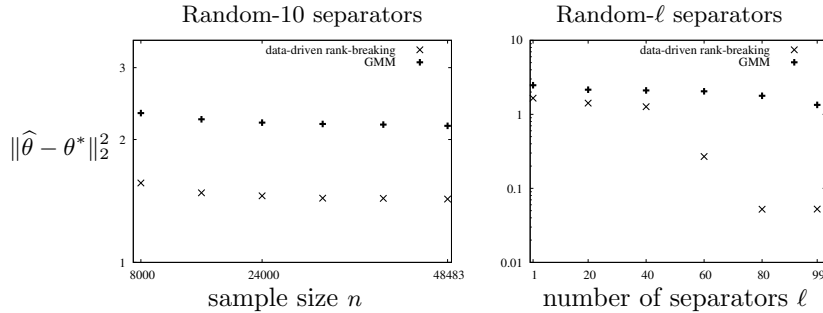 Random-10 separators
3
2
1
data-driven rank-breaking
GMM
‖θ̂ − θ*‖₂²
8000
24000
48483
sample size n
Random-ℓ separators
10
1
0.1
0.01
data-driven rank-breaking
GMM
1
20
40
60
80
99
number of separators ℓ